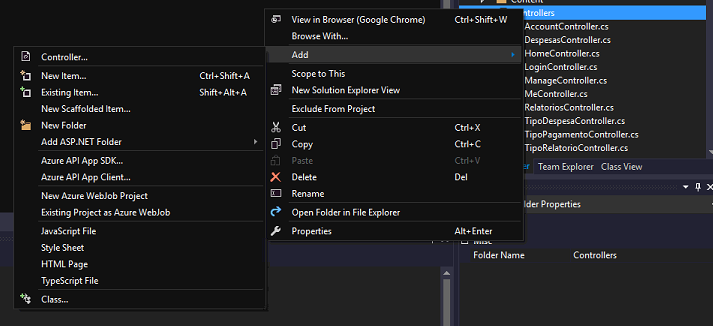 Content
Controllers
AccountController.cs
DespesasController.cs
HomeController.cs
LoginController.cs
ManageController.cs
MeController.cs
RelatoriosController.cs
TipoDespesaController.cs
TipoPagamentoController.cs
TipoRelatorioController.cs
Team Explorer Class View
Folder Properties
Misc
Folder Name Controllers
View in Browser (Google Chrome) Ctrl+Shift+W
Browse With...
Add
Scope to This
New Solution Explorer View
Exclude From Project
Cut Ctrl+X
Copy Ctrl+C
Paste Ctrl+V
Delete Del
Rename
Open Folder in File Explorer
Properties Alt+Enter
Controller...
New Item... Ctrl+Shift+A
Existing Item... Shift+Alt+A
New Scaffolded Item...
New Folder
Add ASP.NET Folder
Azure API App SDK...
Azure API App Client...
New Azure WebJob Project
Existing Project as Azure WebJob
JavaScript File
Style Sheet
HTML Page
TypeScript File
Class...